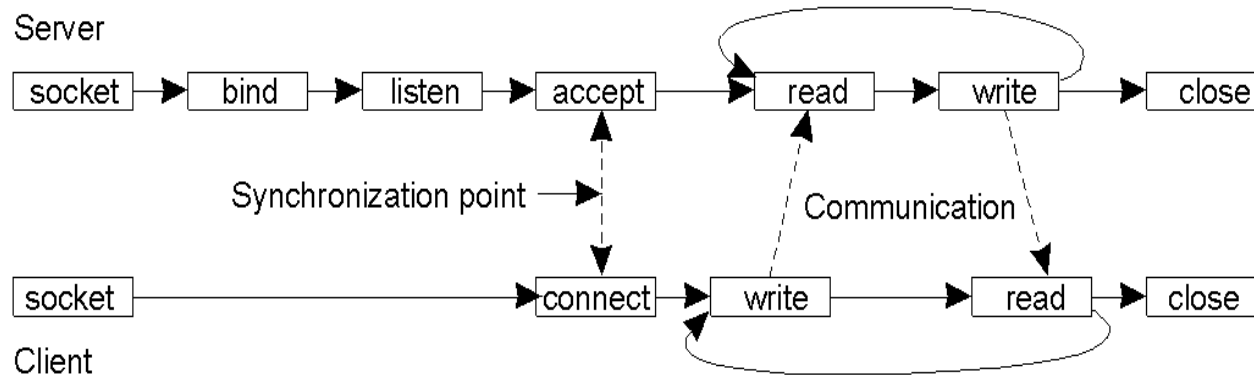 Server
socket bind listen accept read write close
Synchronization point
Communication
socket connect write read close
Client